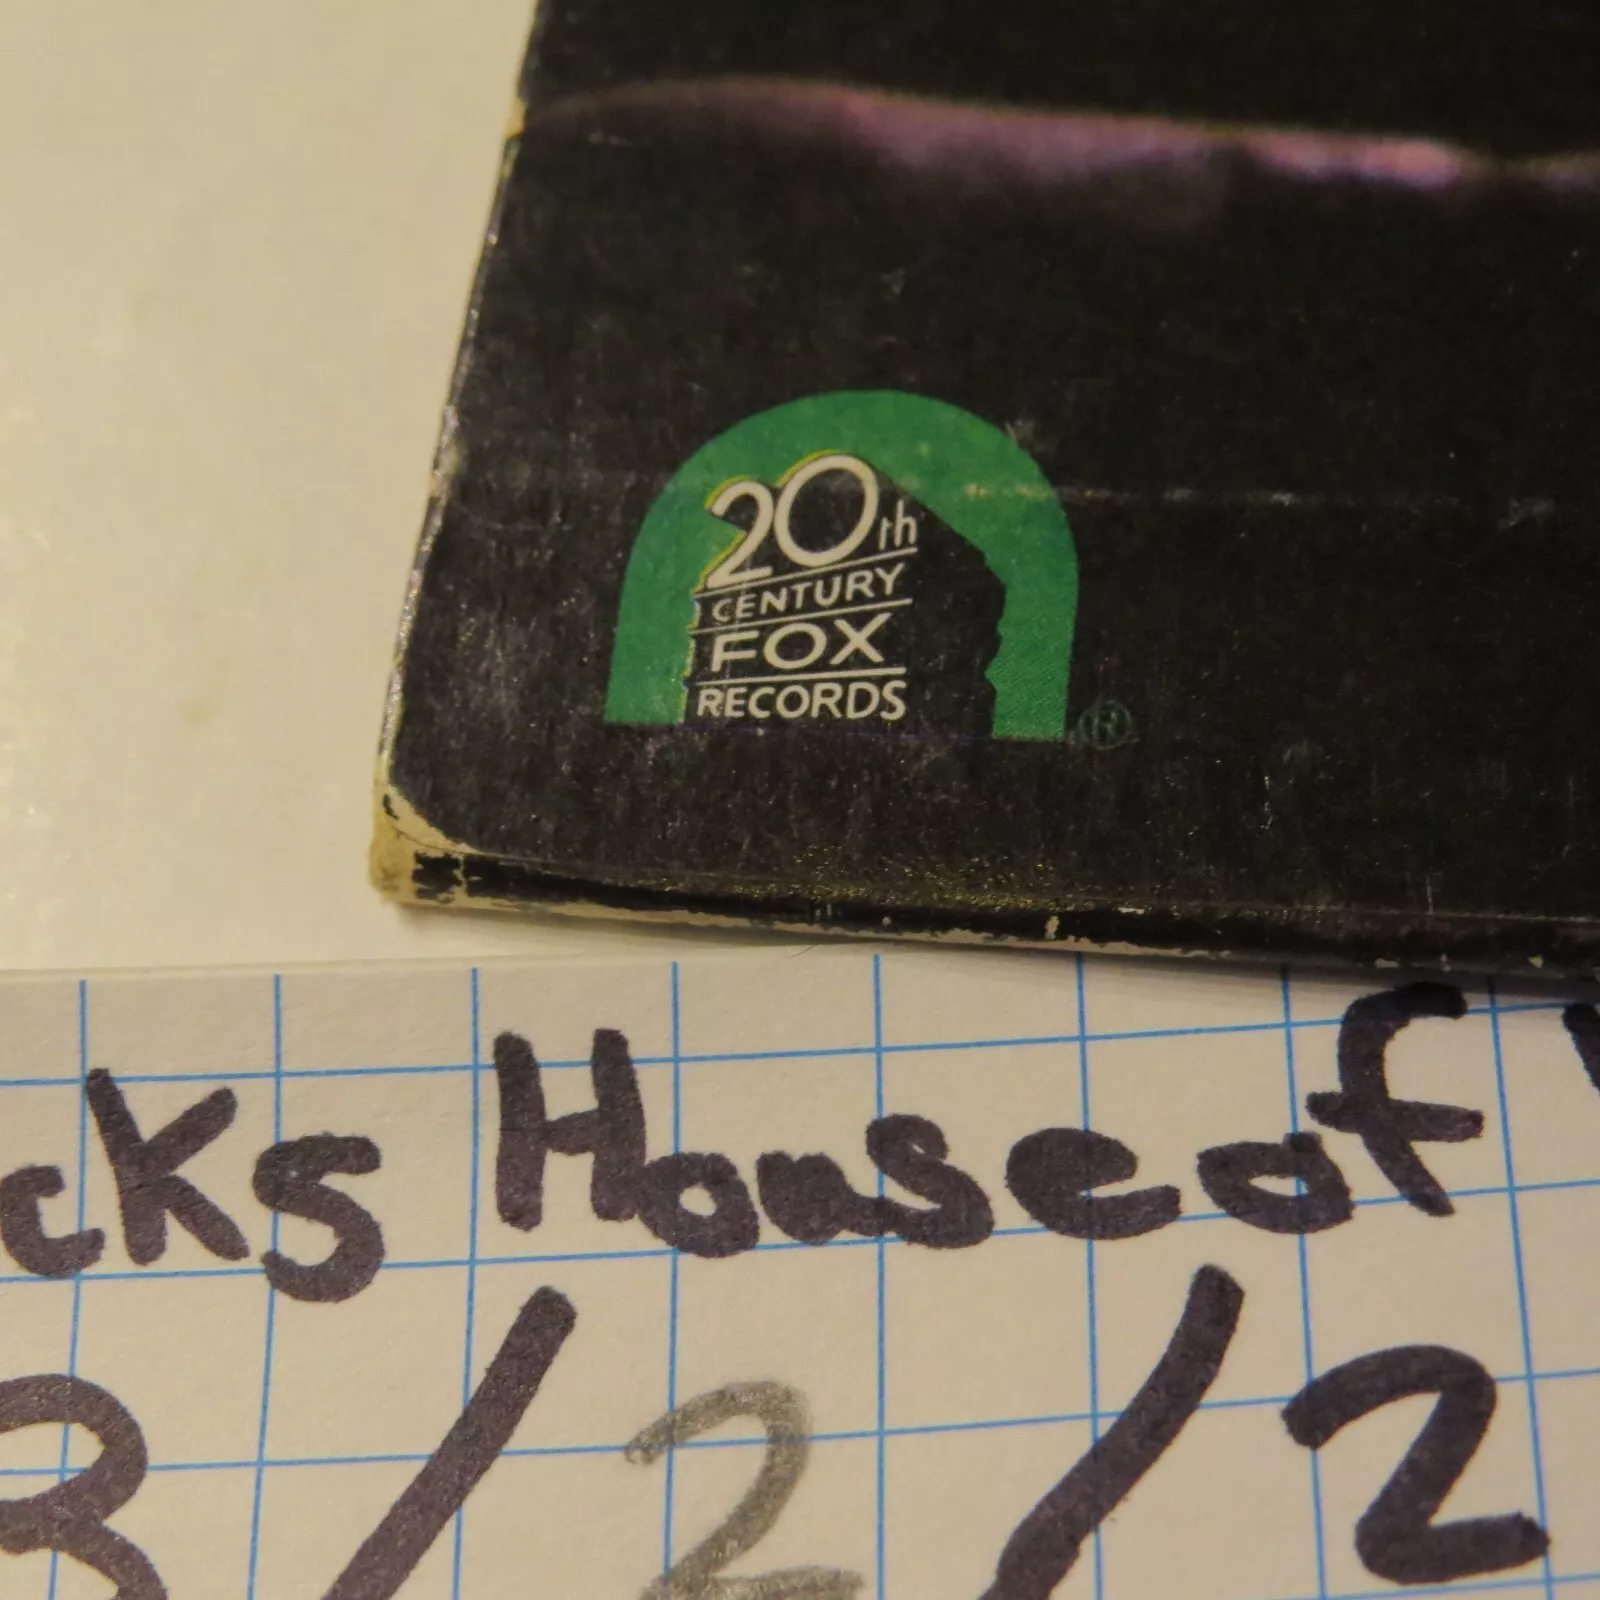 20th
CENTURY
FOX
RECORDS
®
cks House of
3/2/2